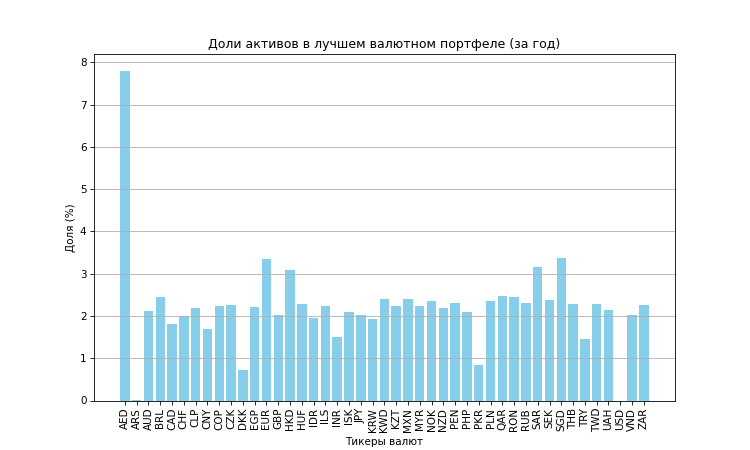 Доли активов в лучшем валютном портфеле (за год)
Доля (%)
8
7
6
5
4
3
2
1
0
AED ARS AUD BRL CAD CHF CLP CNY COP CZK DKK EGP EUR GBP HKD HUF IDR ILS INR ISK JPY KRW KWD KZT MXN MYR NOK NZD PEN PHP PKR PLN QAR RON RUB SAR SEK SGD THB TRY TWD UAH USD VND ZAR
Тикеры валют